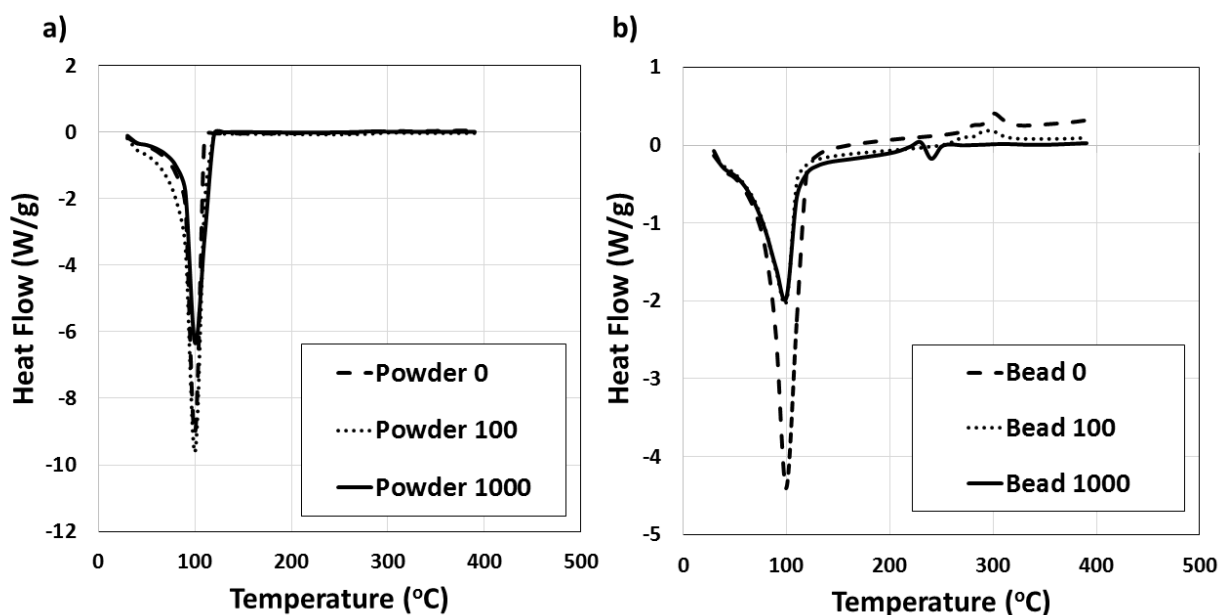 a)
2
0
-2
-4
-6
-8
-10
-12
Heat Flow (W/g)
Powder 0
Powder 100
Powder 1000
0 100 200 300 400 500
Temperature (ºC)
b)
1
0
-1
-2
-3
-4
-5
Heat Flow (W/g)
Bead 0
Bead 100
Bead 1000
0 100 200 300 400 500
Temperature (ºC)